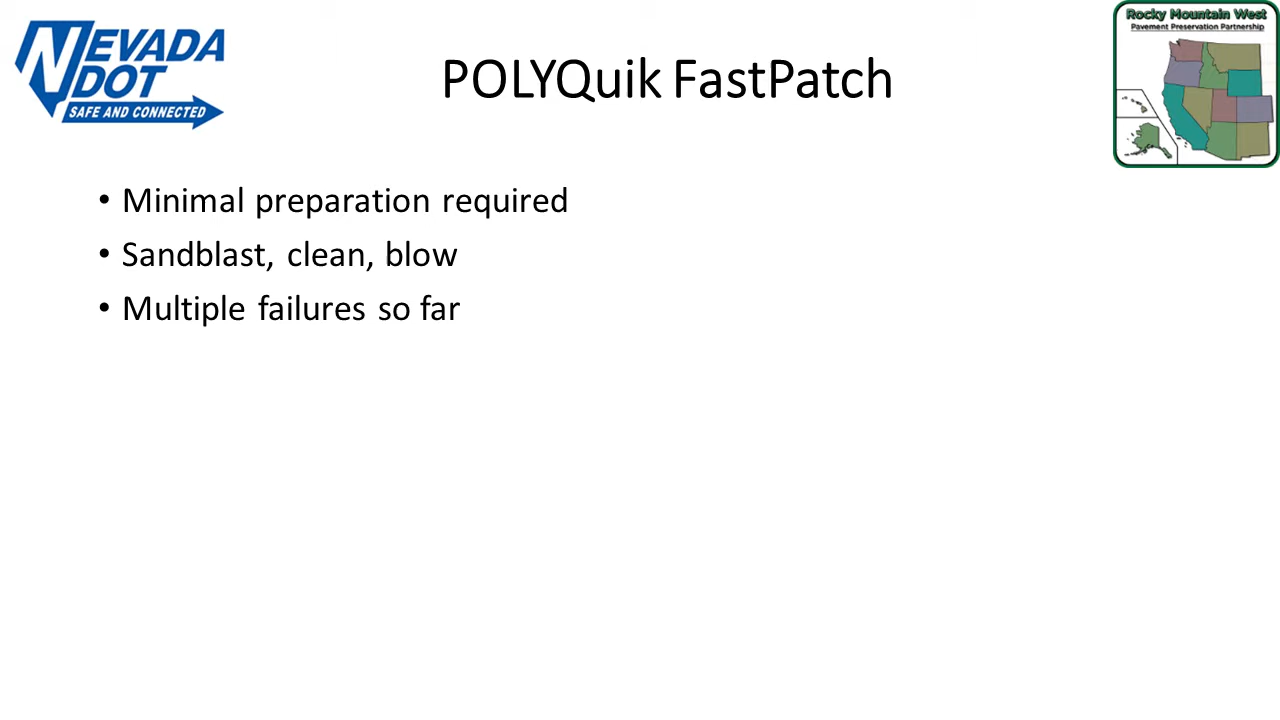 NEVADA
DOT
SAFE AND CONNECTED
POLYQuik FastPatch
Rocky Mountain West
Pavement Preservation Partnership
• Minimal preparation required
• Sandblast, clean, blow
• Multiple failures so far